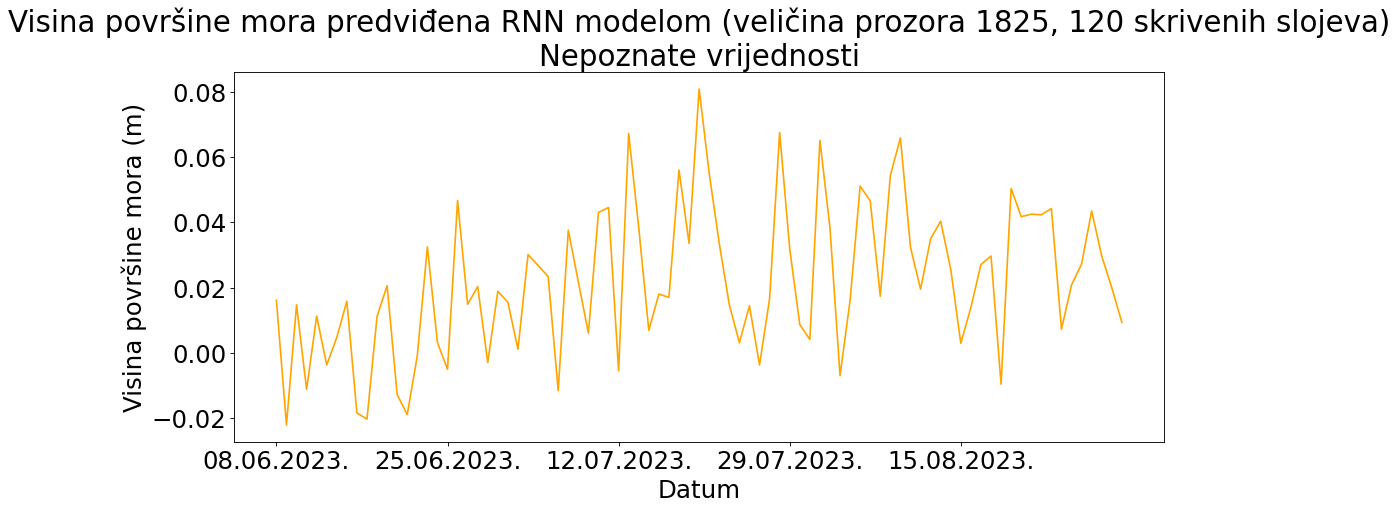 Visina površine mora predviđena RNN modelom (veličina prozora 1825, 120 skrivenih slojeva)
Nepoznate vrijednosti
Visina površine mora (m)
0.08
0.06
0.04
0.02
0.00
−0.02
08.06.2023. 25.06.2023. 12.07.2023. 29.07.2023. 15.08.2023.
Datum